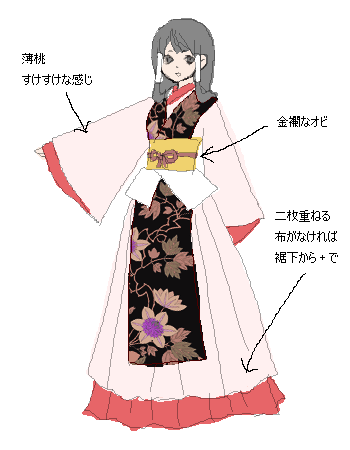 薄桃
すけすけな感じ
金襴なオビ
二枚重ねる
布がなければ
裾下から+で